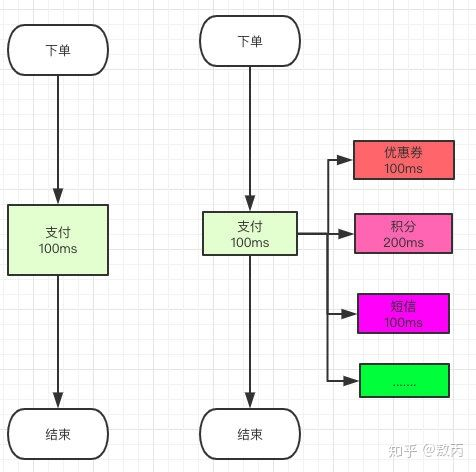 下单
支付
100ms
结束
下单
支付
100ms
结束
优惠券
100ms
积分
200ms
短信
100ms
.......
知乎 @敖丙